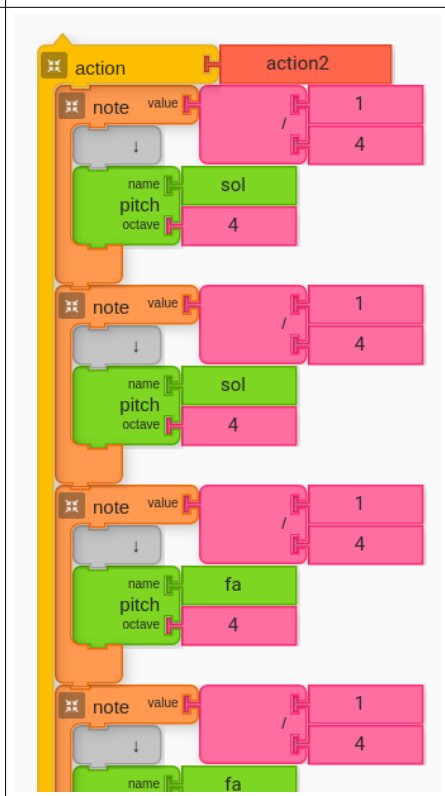 action action2
note value / 1
4
↓
name sol
pitch
octave 4
note value / 1
4
↓
name sol
pitch
octave 4
note value / 1
4
↓
name fa
pitch
octave 4
note value / 1
4
↓
name fa